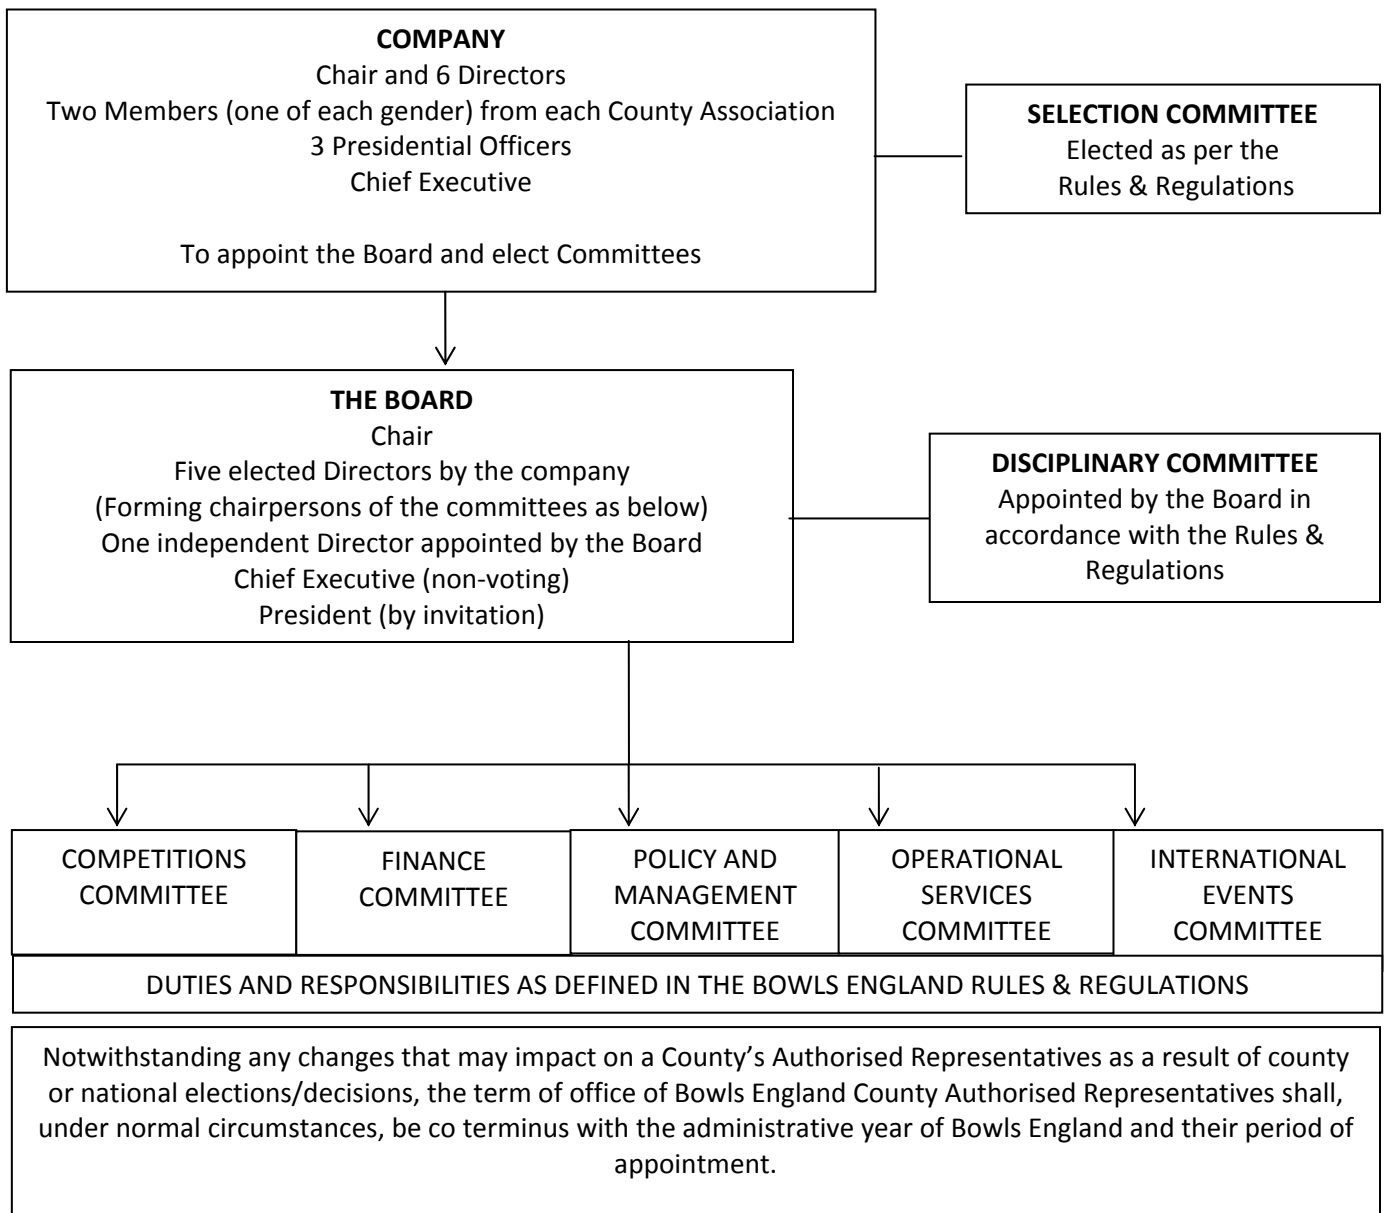 COMPANY
Chair and 6 Directors
Two Members (one of each gender) from each County Association
3 Presidential Officers
Chief Executive
To appoint the Board and elect Committees
SELECTION COMMITTEE
Elected as per the
Rules & Regulations
THE BOARD
Chair
Five elected Directors by the company
(Forming chairpersons of the committees as below)
One independent Director appointed by the Board
Chief Executive (non-voting)
President (by invitation)
DISCIPLINARY COMMITTEE
Appointed by the Board in
accordance with the Rules &
Regulations
COMPETITIONS
COMMITTEE
FINANCE
COMMITTEE
POLICY AND
MANAGEMENT
COMMITTEE
OPERATIONAL
SERVICES
COMMITTEE
INTERNATIONAL
EVENTS
COMMITTEE
DUTIES AND RESPONSIBILITIES AS DEFINED IN THE BOWLS ENGLAND RULES & REGULATIONS
Notwithstanding any changes that may impact on a County’s Authorised Representatives as a result of county
or national elections/decisions, the term of office of Bowls England County Authorised Representatives shall,
under normal circumstances, be co terminus with the administrative year of Bowls England and their period of
appointment.